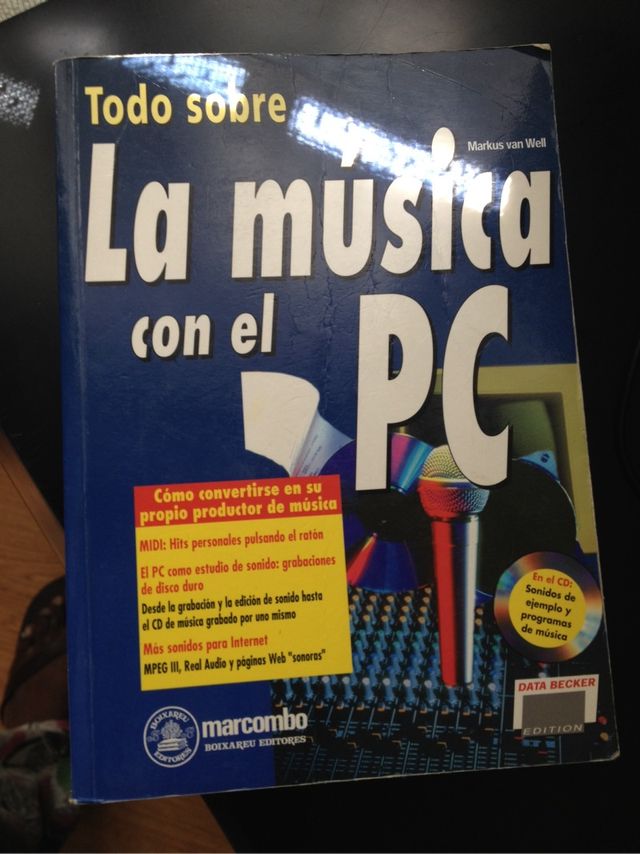 Todo sobre
Markus van Well
La música
con el PC
Cómo convertirse en su
propio productor de música
MIDI: Hits personales pulsando el ratón
El PC como estudio de sonido: grabaciones
de disco duro
Desde la grabación y la edición de sonido hasta
el CD de música grabado por uno mismo
Más sonidos para Internet
MPEG III, Real Audio y páginas Web "sonoras"
En el CD:
Sonidos de
ejemplo y
programas
de música
DATA BECKER
EDITION
BOIXAREU
EDITORES
marcombo
BOIXAREU EDITORES